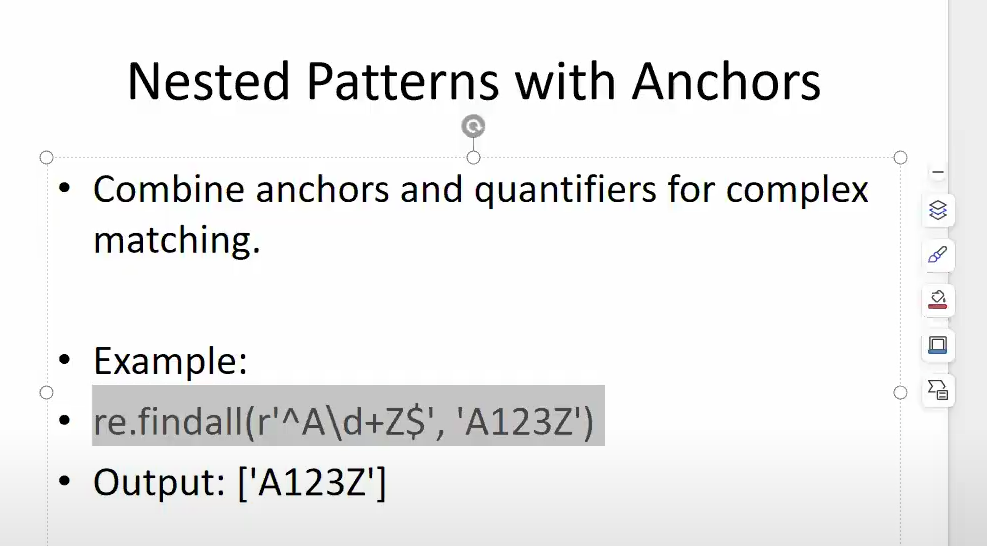 Nested Patterns with Anchors
• Combine anchors and quantifiers for complex
matching.
• Example:
• re.findall(r'^A\d+Z$', 'A123Z')
• Output: ['A123Z']